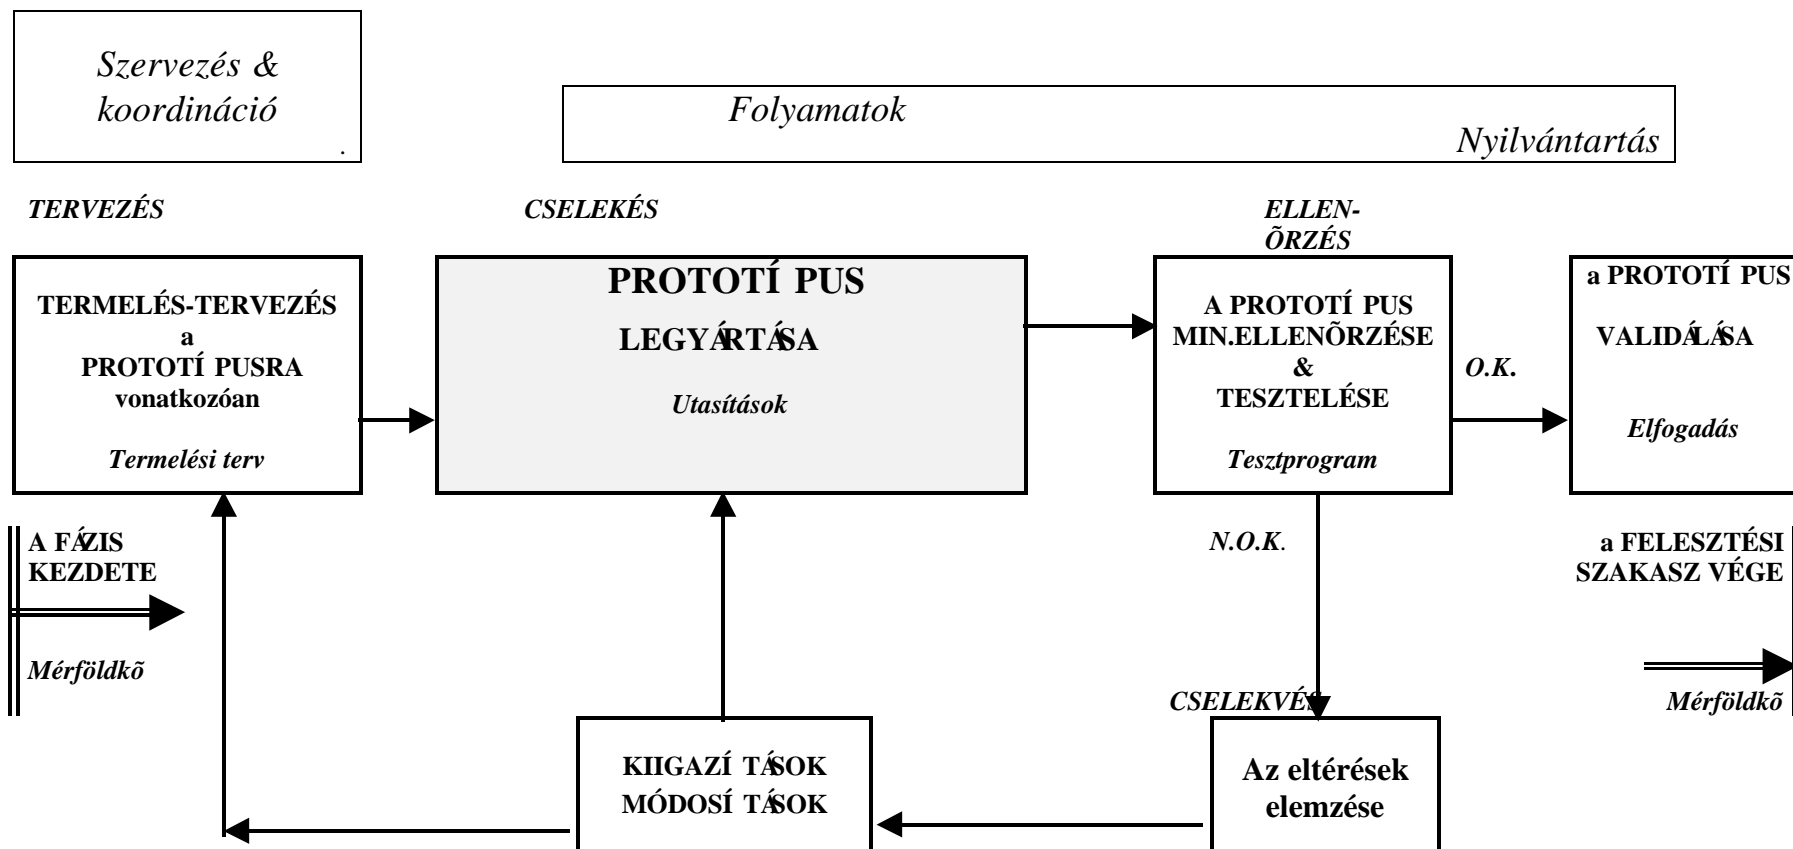 Szervezés &
koordináció
.
Folyamatok
Nyilvántartás
TERVEZÉS
CSELEKÉS
ELLEN-
ÕRZÉS
TERMELÉS-TERVEZÉS
a
PROTOTÍ PUSRA
vonatkozóan
Termelési terv
PROTOTÍ PUS
LEGYÁRTÁSA
Utasítások
A PROTOTÍ PUS
MIN.ELLENÕRZÉSE
&
TESZTELÉSE
Tesztprogram
O.K.
a PROTOTÍ PUS
VALIDÁLÁSA
Elfogadás
A FÁZIS
KEZDETE
Mérföldkõ
N.O.K.
a FELESZTÉSI
SZAKASZ VÉGE
Mérföldkõ
CSELEKVÉS
KIIGAZÍ TÁSOK
MÓDOSÍ TÁSOK
Az eltérések
elemzése